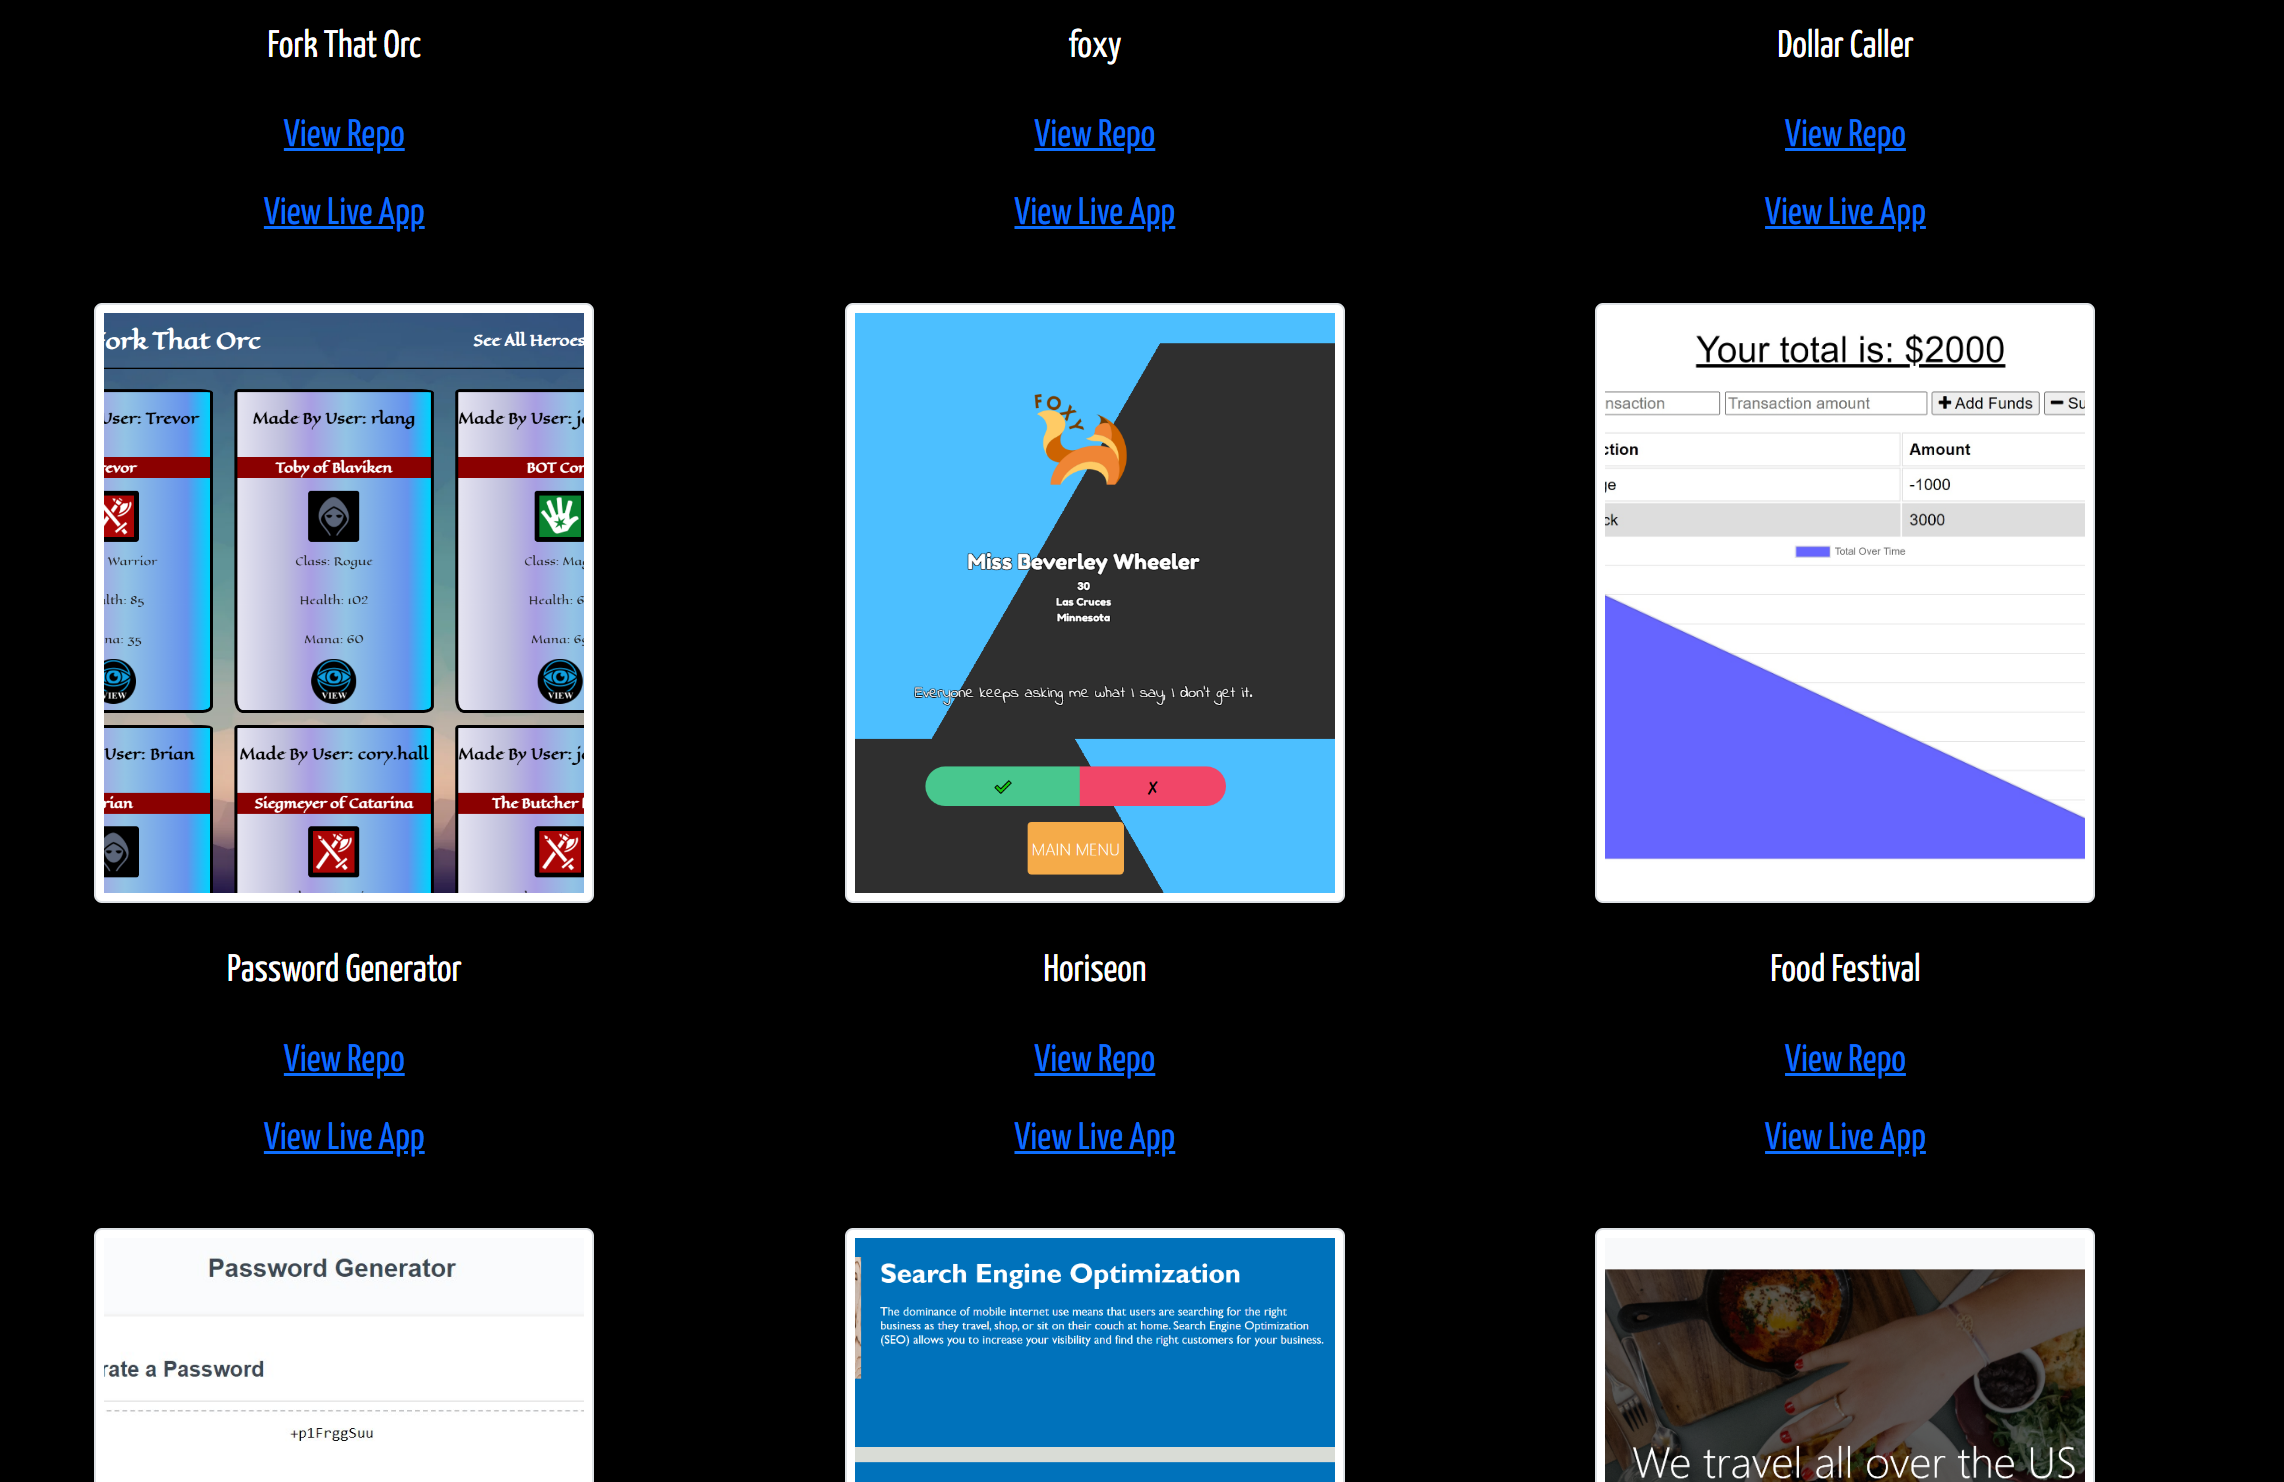 Fork That Orc
foxy
Dollar Caller
View Repo
View Repo
View Repo
View Live App
View Live App
View Live App
ork That Orc
See All Heroes
User: Trevor
Made By User: rlang
Made By User: je
revor
Toby of Blaviken
BOT Cor
Warrior
Class: Rogue
Class: Mag
lth: 85
Health: 102
Health: 6
na: 35
Mana: 60
Mana: 65
VIEW
VIEW
VIEW
User: Brian
Made By User: cory.hall
Made By User: je
rian
Siegmeyer of Catarina
The Butcher
FOXY
Miss Beverley Wheeler
30
Las Cruces
Minnesota
Everyone keeps asking me what I say, I don't get it.
✔
✗
MAIN MENU
Your total is: $2000
nsaction
Transaction amount
+ Add Funds
− Su
ction
Amount
ge
-1000
ck
3000
Total Over Time
Password Generator
Horiseon
Food Festival
View Repo
View Repo
View Repo
View Live App
View Live App
View Live App
Password Generator
rate a Password
+p1FrggSuu
Search Engine Optimization
The dominance of mobile internet use means that users are searching for the right
business as they travel, shop, or sit on their couch at home. Search Engine Optimization
(SEO) allows you to increase your visibility and find the right customers for your business.
We travel all over the US